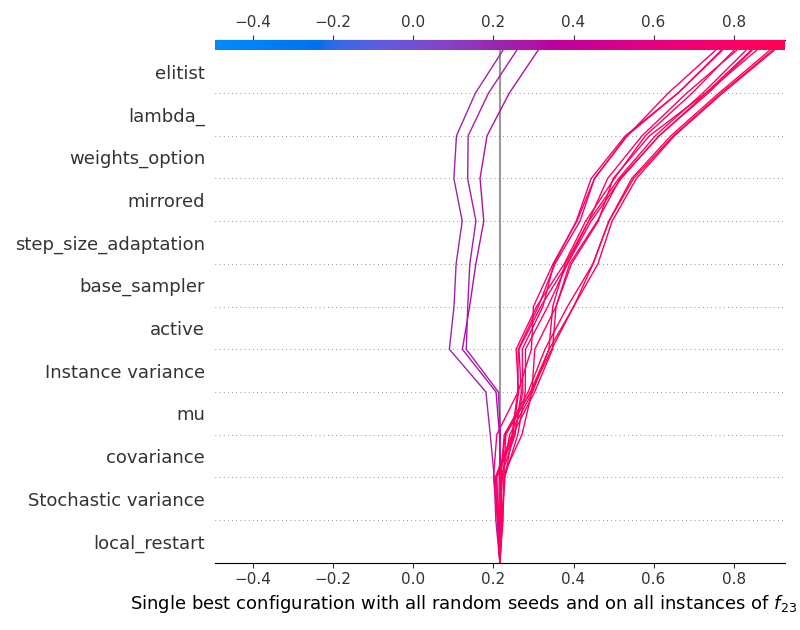 −0.4 −0.2 0.0 0.2 0.4 0.6 0.8
elitist
lambda_
weights_option
mirrored
step_size_adaptation
base_sampler
active
Instance variance
mu
covariance
Stochastic variance
local_restart
−0.4 −0.2 0.0 0.2 0.4 0.6 0.8
Single best configuration with all random seeds and on all instances of f23